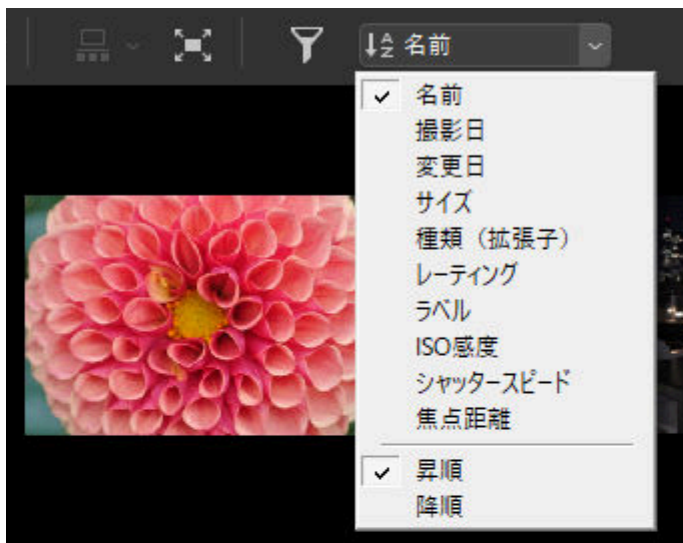 名前
名前
撮影日
変更日
サイズ
種類（拡張子）
レーティング
ラベル
ISO感度
シャッタースピード
焦点距離
昇順
降順